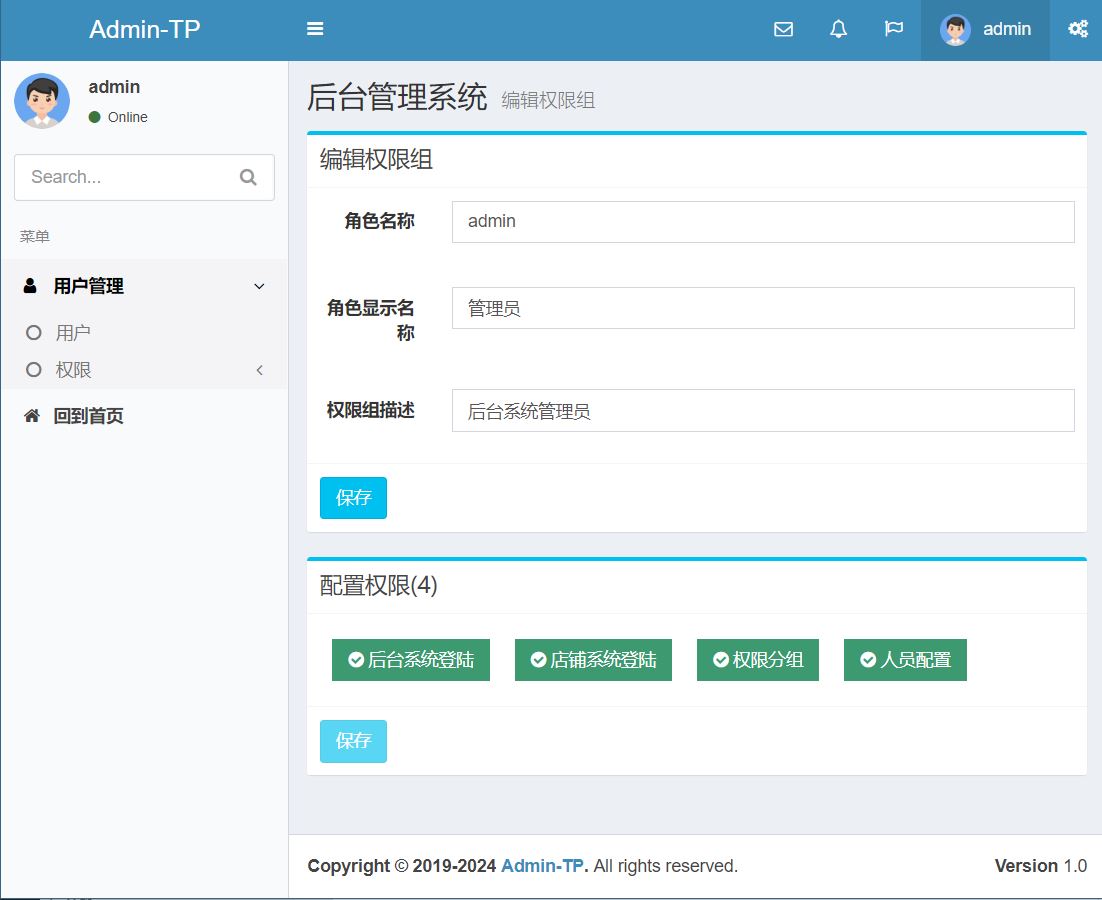 Admin-TP
admin
admin
Online
Search...
菜单
用户管理
用户
权限
回到首页
后台管理系统 编辑权限组
编辑权限组
角色名称 admin
角色显示名
称
管理员
权限组描述 后台系统管理员
保存
配置权限(4)
后台系统登陆 店铺系统登陆 权限分组 人员配置
保存
Copyright © 2019-2024 Admin-TP. All rights reserved. Version 1.0